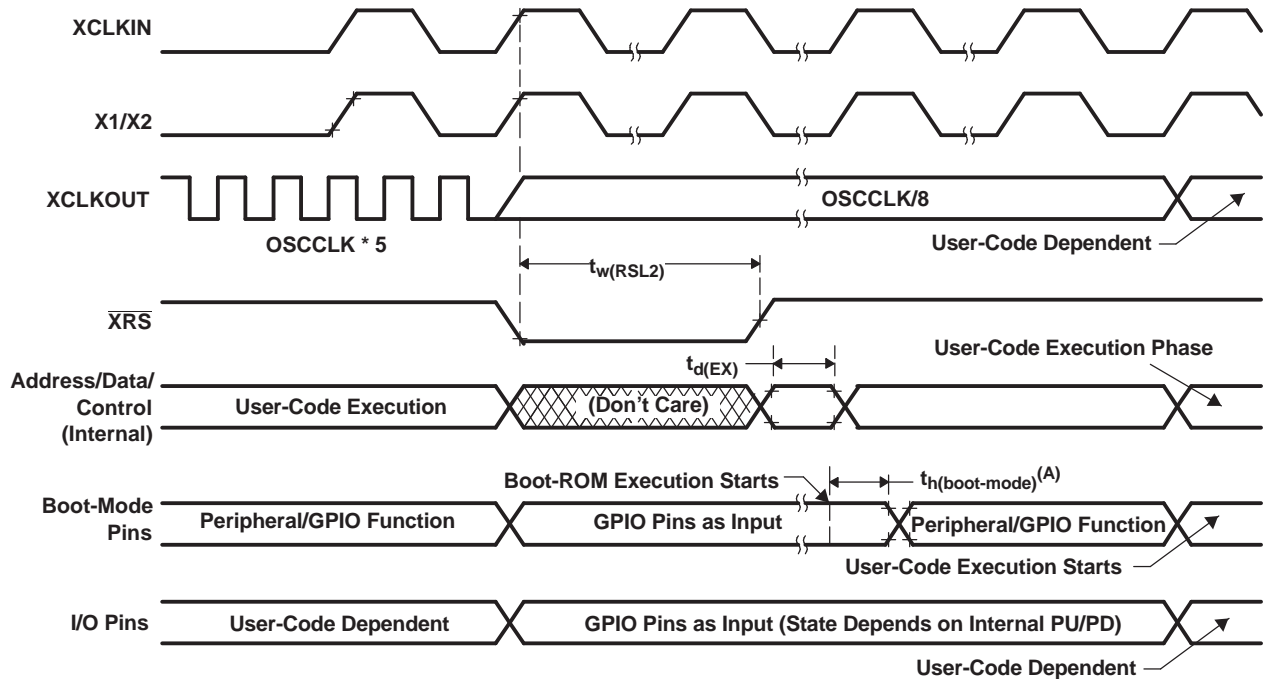 XCLKIN
X1/X2
XCLKOUT
OSCCLK/8
OSCCLK * 5
User-Code Dependent
tw(RSL2)
XRS
User-Code Execution Phase
td(EX)
Address/Data/
Control
(Internal)
User-Code Execution
(Don't Care)
Boot-ROM Execution Starts
th(boot-mode)(A)
Boot-Mode
Pins
Peripheral/GPIO Function
GPIO Pins as Input
Peripheral/GPIO Function
User-Code Execution Starts
I/O Pins
User-Code Dependent
GPIO Pins as Input (State Depends on Internal PU/PD)
User-Code Dependent